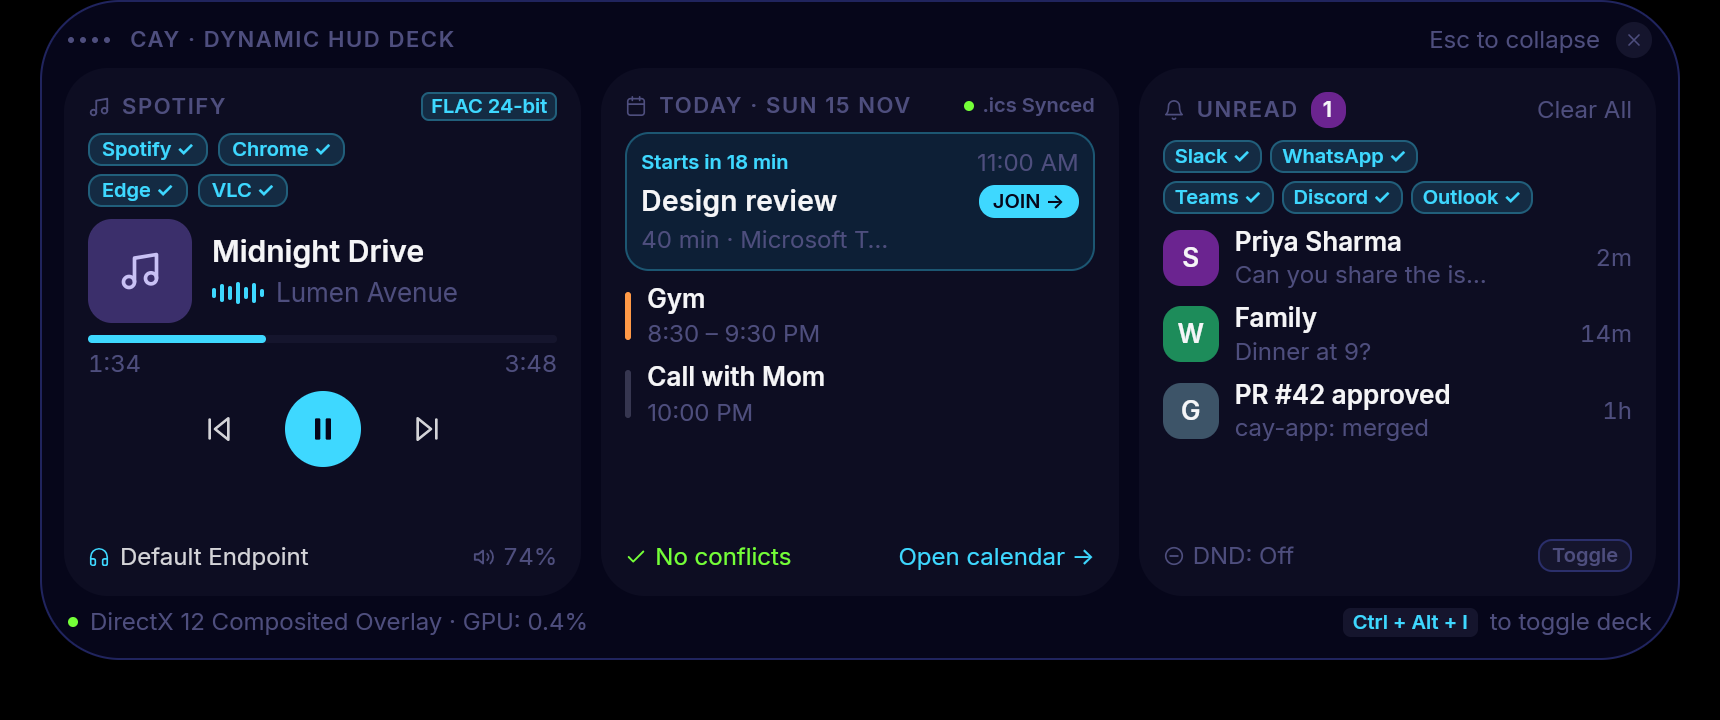 CAY · DYNAMIC HUD DECK
Esc to collapse
SPOTIFY
FLAC 24-bit
Spotify ✓
Chrome ✓
Edge ✓
VLC ✓
Midnight Drive
Lumen Avenue
1:34
3:48
Default Endpoint
74%
TODAY · SUN 15 NOV
.ics Synced
Starts in 18 min
11:00 AM
Design review
JOIN →
40 min · Microsoft T...
Gym
8:30 – 9:30 PM
Call with Mom
10:00 PM
No conflicts
Open calendar →
UNREAD 1
Clear All
Slack ✓
WhatsApp ✓
Teams ✓
Discord ✓
Outlook ✓
S
Priya Sharma
Can you share the is...
2m
W
Family
Dinner at 9?
14m
G
PR #42 approved
cay-app: merged
1h
DND: Off
Toggle
DirectX 12 Composited Overlay · GPU: 0.4%
Ctrl + Alt + I to toggle deck